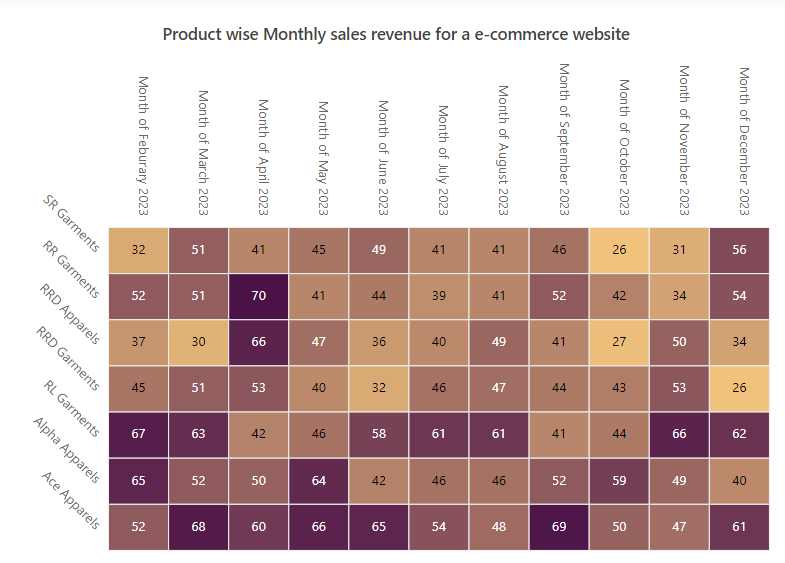 Product wise Monthly sales revenue for a e-commerce website
Month of Feburary 2023
Month of March 2023
Month of April 2023
Month of May 2023
Month of June 2023
Month of July 2023
Month of August 2023
Month of September 2023
Month of October 2023
Month of November 2023
Month of December 2023
SR Garments
32 51 41 45 49 41 41 46 26 31 56
RR Garments
52 51 70 41 44 39 41 52 42 34 54
RRD Apparels
37 30 66 47 36 40 49 41 27 50 34
RRD Garments
45 51 53 40 32 46 47 44 43 53 26
RL Garments
67 63 42 46 58 61 61 41 44 66 62
Alpha Apparels
65 52 50 64 42 46 46 52 59 49 40
Ace Apparels
52 68 60 66 65 54 48 69 50 47 61